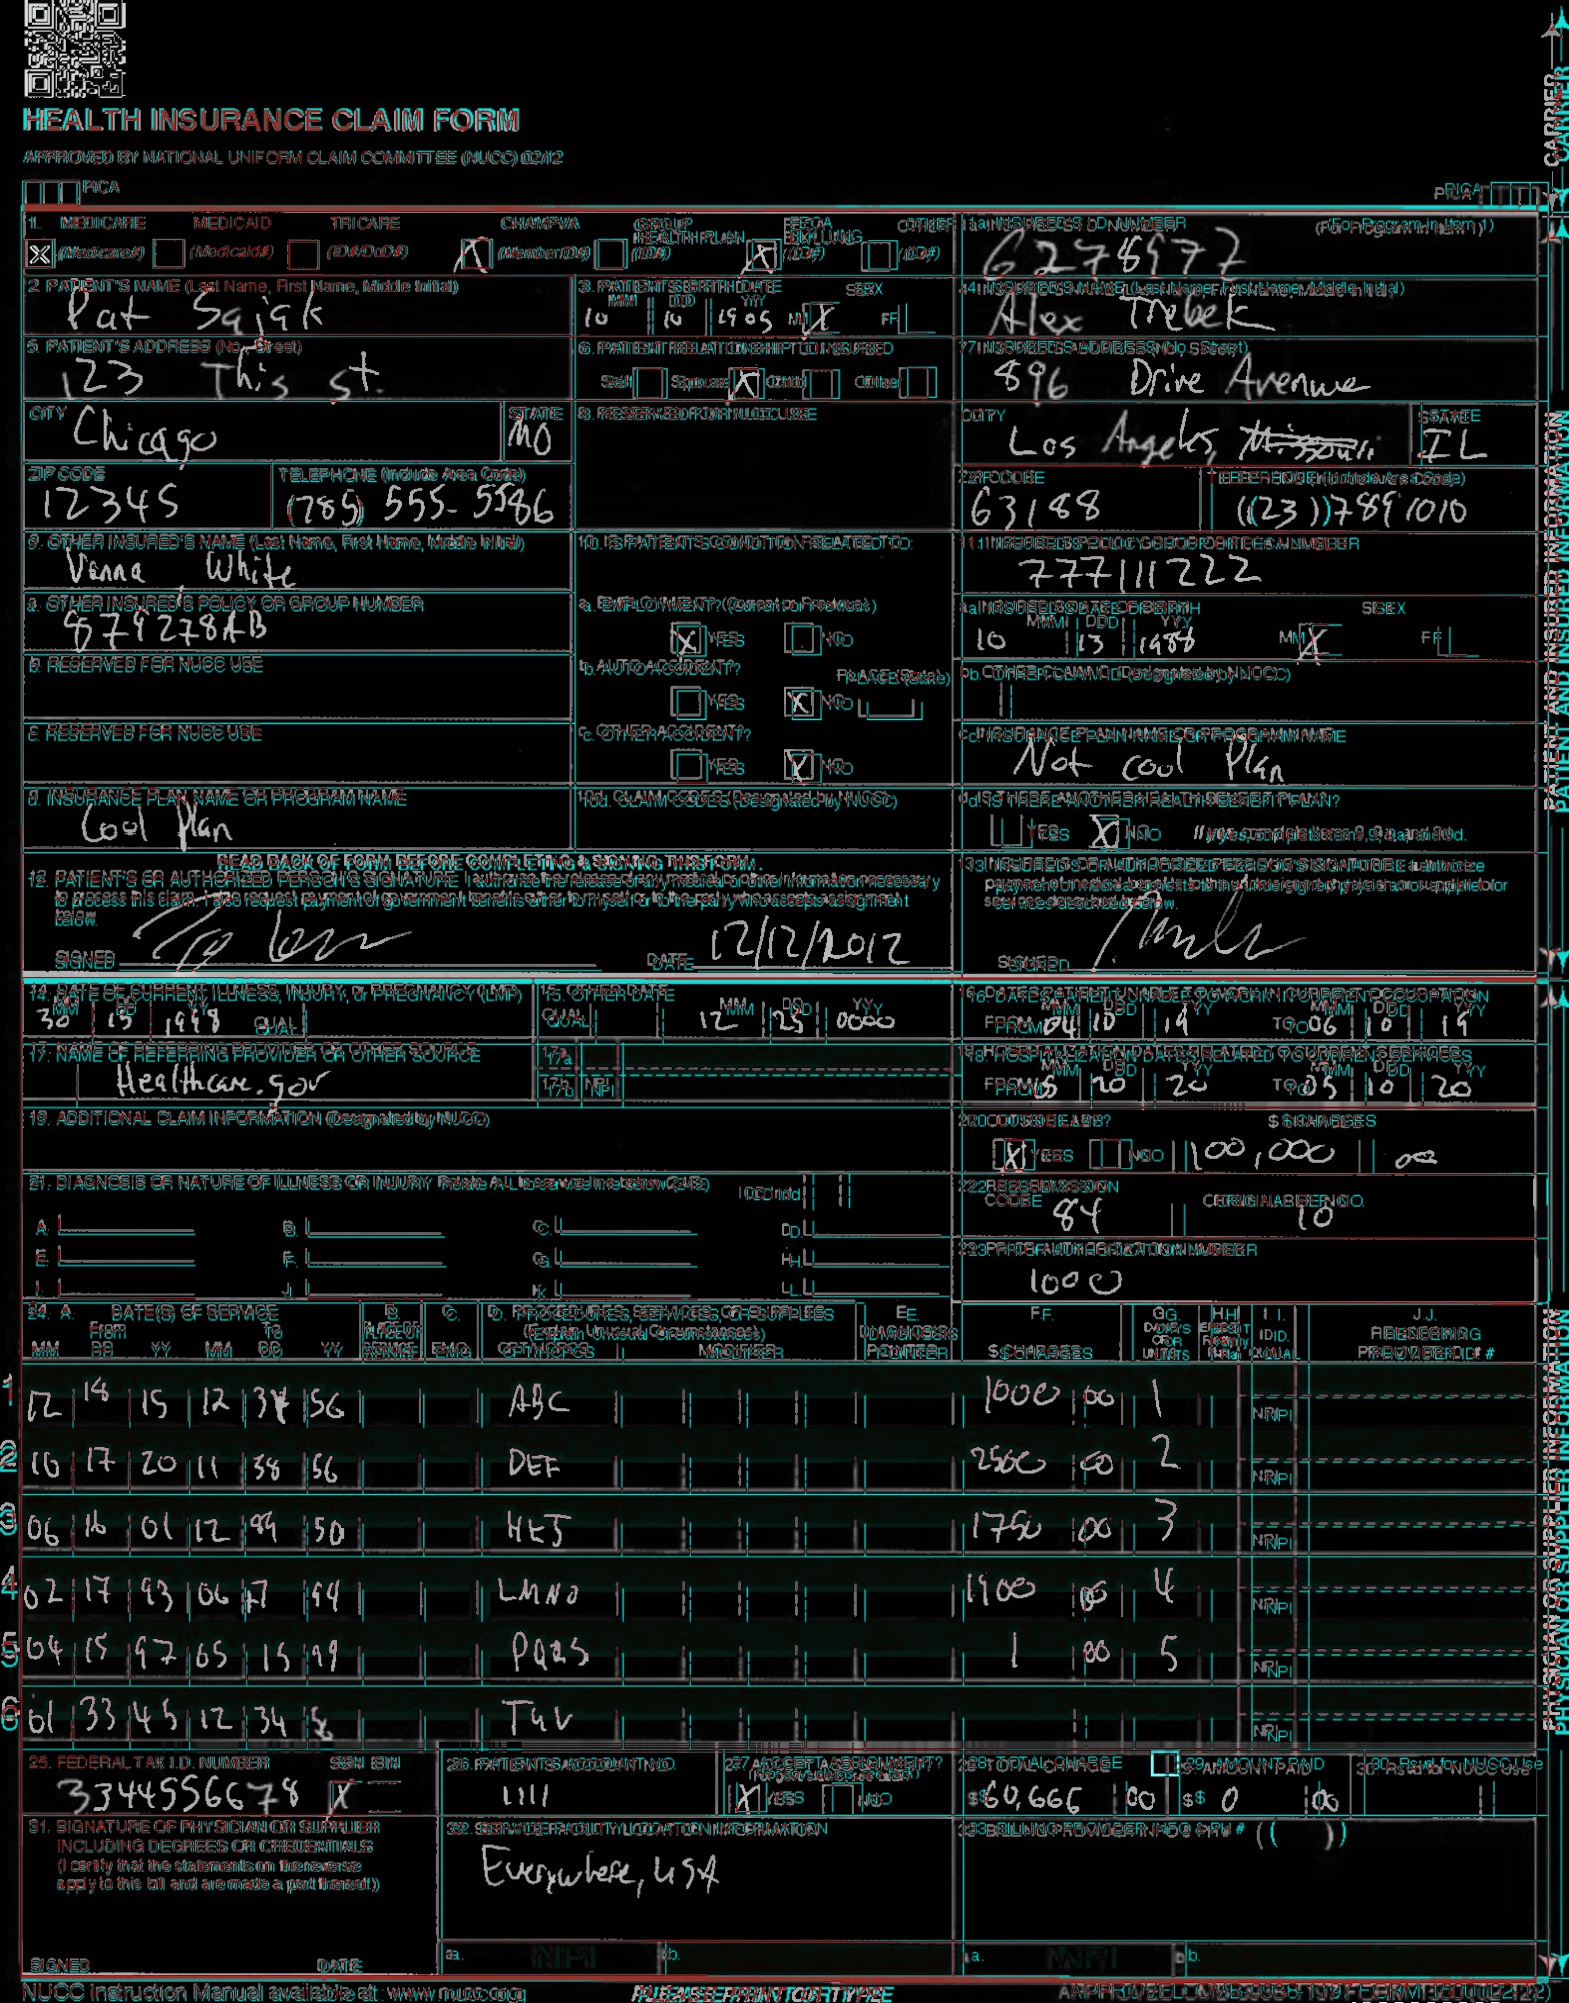 HEALTH INSURANCE CLAIM FORM
APPROVED BY NATIONAL UNIFORM CLAIM COMMITTEE (NUCC) 02/12
PICA PICA
CARRIER
1. MEDICARE MEDICAID TRICARE CHAMPVA GROUP HEALTH PLAN FECA BLK LUNG OTHER
X (Medicare#) (Medicaid#) (ID#/DoD#) X (Member ID#) (ID#) X (ID#) (ID#)
1a. INSURED'S I.D. NUMBER (For Program in Item 1)
6278977
2. PATIENT'S NAME (Last Name, First Name, Middle Initial)
Pat Sajak
3. PATIENT'S BIRTH DATE SEX
MM DD YY
10 10 1905 M X F
4. INSURED'S NAME (Last Name, First Name, Middle Initial)
Alex Trebek
5. PATIENT'S ADDRESS (No., Street)
123 This st.
6. PATIENT RELATIONSHIP TO INSURED
Self Spouse X Child Other
7. INSURED'S ADDRESS (No., Street)
896 Drive Avenue
CITY STATE
Chicago MO
8. RESERVED FOR NUCC USE
CITY STATE
Los Angeles, IL
ZIP CODE TELEPHONE (Include Area Code)
12345 (785) 555-5586
ZIP CODE TELEPHONE (Include Area Code)
63188 (23) 7891010
9. OTHER INSURED'S NAME (Last Name, First Name, Middle Initial)
Vanna White
10. IS PATIENT'S CONDITION RELATED TO:
11. INSURED'S POLICY GROUP OR FECA NUMBER
777111222
a. OTHER INSURED'S POLICY OR GROUP NUMBER
879278AB
a. EMPLOYMENT? (Current or Previous)
X YES NO
a. INSURED'S DATE OF BIRTH SEX
MM DD YY
10 13 1988 M X F
b. RESERVED FOR NUCC USE
b. AUTO ACCIDENT? PLACE (State)
YES X NO
b. OTHER CLAIM ID (Designated by NUCC)
c. RESERVED FOR NUCC USE
c. OTHER ACCIDENT?
YES X NO
c. INSURANCE PLAN NAME OR PROGRAM NAME
Not cool Plan
d. INSURANCE PLAN NAME OR PROGRAM NAME
Cool Plan
10d. CLAIM CODES (Designated by NUCC)
d. IS THERE ANOTHER HEALTH BENEFIT PLAN?
YES X NO If yes, complete items 9, 9a, and 9d.
READ BACK OF FORM BEFORE COMPLETING & SIGNING THIS FORM.
12. PATIENT'S OR AUTHORIZED PERSON'S SIGNATURE I authorize the release of any medical or other information necessary
to process this claim. I also request payment of government benefits either to myself or to the party who accepts assignment
below.
SIGNED DATE 12/12/2012
13. INSURED'S OR AUTHORIZED PERSON'S SIGNATURE I authorize
payment of medical benefits to the undersigned physician or supplier for
services described below.
SIGNED
PATIENT AND INSURED INFORMATION
14. DATE OF CURRENT ILLNESS, INJURY, or PREGNANCY (LMP)
MM DD YY
30 15 1998 QUAL.
15. OTHER DATE
QUAL. MM DD YY
12 25 0000
16. DATES PATIENT UNABLE TO WORK IN CURRENT OCCUPATION
MM DD YY MM DD YY
FROM 04 10 19 TO 06 10 19
17. NAME OF REFERRING PROVIDER OR OTHER SOURCE
Healthcare.gov
17a.
17b. NPI
18. HOSPITALIZATION DATES RELATED TO CURRENT SERVICES
MM DD YY MM DD YY
FROM 05 20 20 TO 05 10 20
19. ADDITIONAL CLAIM INFORMATION (Designated by NUCC)
20. OUTSIDE LAB? $ CHARGES
X YES NO 100,000 00
21. DIAGNOSIS OR NATURE OF ILLNESS OR INJURY Relate A-L to service line below (24E) ICD Ind.
A. B. C. D.
E. F. G. H.
I. J. K. L.
22. RESUBMISSION CODE ORIGINAL REF. NO.
84 10
23. PRIOR AUTHORIZATION NUMBER
1000
24. A. DATE(S) OF SERVICE B. C. D. PROCEDURES, SERVICES, OR SUPPLIES E. F. G. H. I. J.
From To PLACE OF (Explain Unusual Circumstances) DIAGNOSIS DAYS OR EPSDT ID. RENDERING
MM DD YY MM DD YY SERVICE EMG CPT/HCPCS MODIFIER POINTER $ CHARGES UNITS QUAL. PROVIDER ID. #
1 12 18 15 12 56 ABC 1000 00 1 NPI
2 10 17 20 11 38 56 DEF 2500 00 2 NPI
3 06 16 01 12 99 50 HKJ 1750 00 3 NPI
4 02 17 93 06 17 94 LMNO 1900 00 4 NPI
5 04 15 97 05 15 99 PQRS 1 00 5 NPI
6 01 33 45 12 34 TUV NPI
25. FEDERAL TAX I.D. NUMBER SSN EIN
3344556678 X
26. PATIENT'S ACCOUNT NO.
1111
27. ACCEPT ASSIGNMENT?
X YES NO
28. TOTAL CHARGE
$ 60,666 00
29. AMOUNT PAID
$ 0 00
30. Rsvd for NUCC Use
31. SIGNATURE OF PHYSICIAN OR SUPPLIER
INCLUDING DEGREES OR CREDENTIALS
(I certify that the statements on the reverse
apply to this bill and are made a part thereof.)
SIGNED DATE
32. SERVICE FACILITY LOCATION INFORMATION
Everywhere, USA
a. NPI b.
33. BILLING PROVIDER INFO & PH # ( )
a. NPI b.
PHYSICIAN OR SUPPLIER INFORMATION
NUCC Instruction Manual available at: www.nucc.org
PLEASE PRINT OR TYPE
APPROVED OMB-0938-1197 FORM 1500 (02-12)